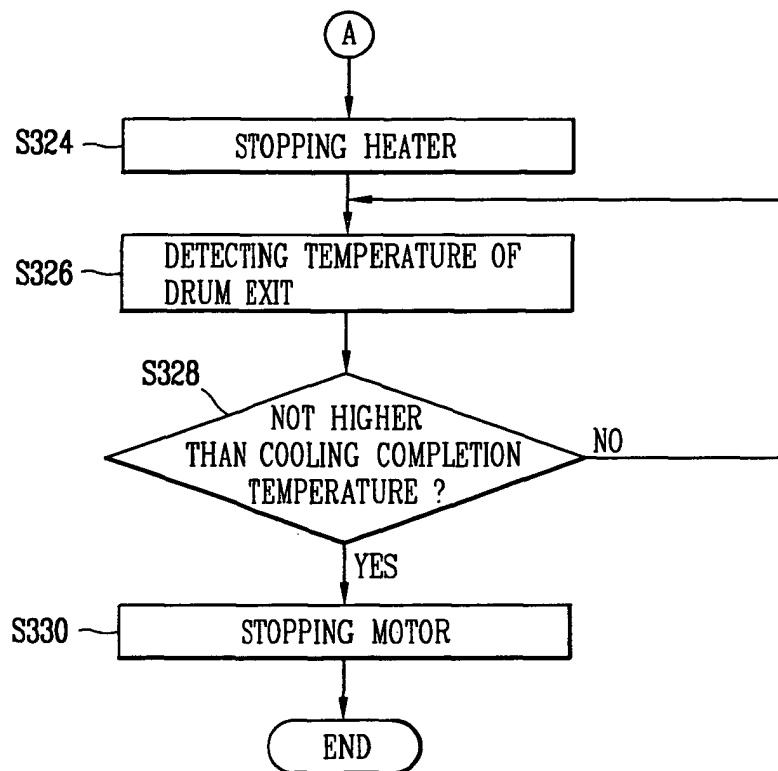 A
S324
STOPPING HEATER
S326
DETECTING TEMPERATURE OF
DRUM EXIT
S328
NOT HIGHER
THAN COOLING COMPLETION
TEMPERATURE ?
NO
YES
S330
STOPPING MOTOR
END